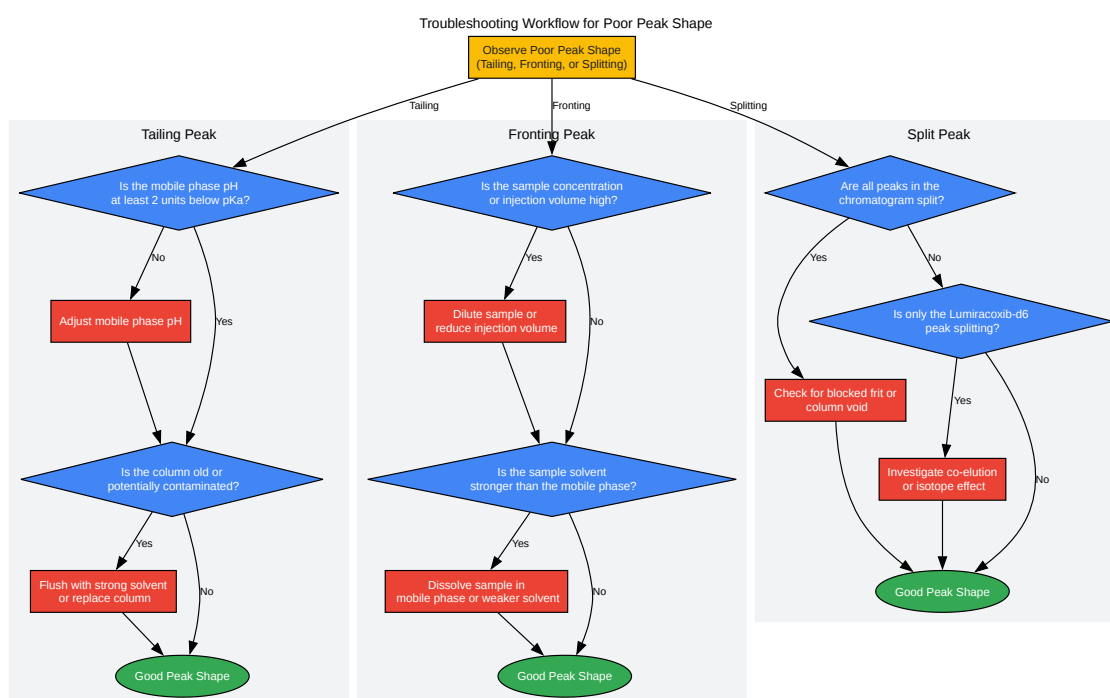 Troubleshooting Workflow for Poor Peak Shape
Observe Poor Peak Shape
(Tailing, Fronting, or Splitting)
Tailing
Fronting
Splitting
Tailing Peak
Is the mobile phase pH
at least 2 units below pKa?
No
Yes
Adjust mobile phase pH
Is the column old or
potentially contaminated?
Yes
No
Flush with strong solvent
or replace column
Good Peak Shape
Fronting Peak
Is the sample concentration
or injection volume high?
Yes
No
Dilute sample or
reduce injection volume
Is the sample solvent
stronger than the mobile phase?
Yes
No
Dissolve sample in
mobile phase or weaker solvent
Good Peak Shape
Split Peak
Are all peaks in the
chromatogram split?
Yes
No
Is only the Lumiracoxib-d6
peak splitting?
Check for blocked frit or
column void
Yes
No
Investigate co-elution
or isotope effect
Good Peak Shape